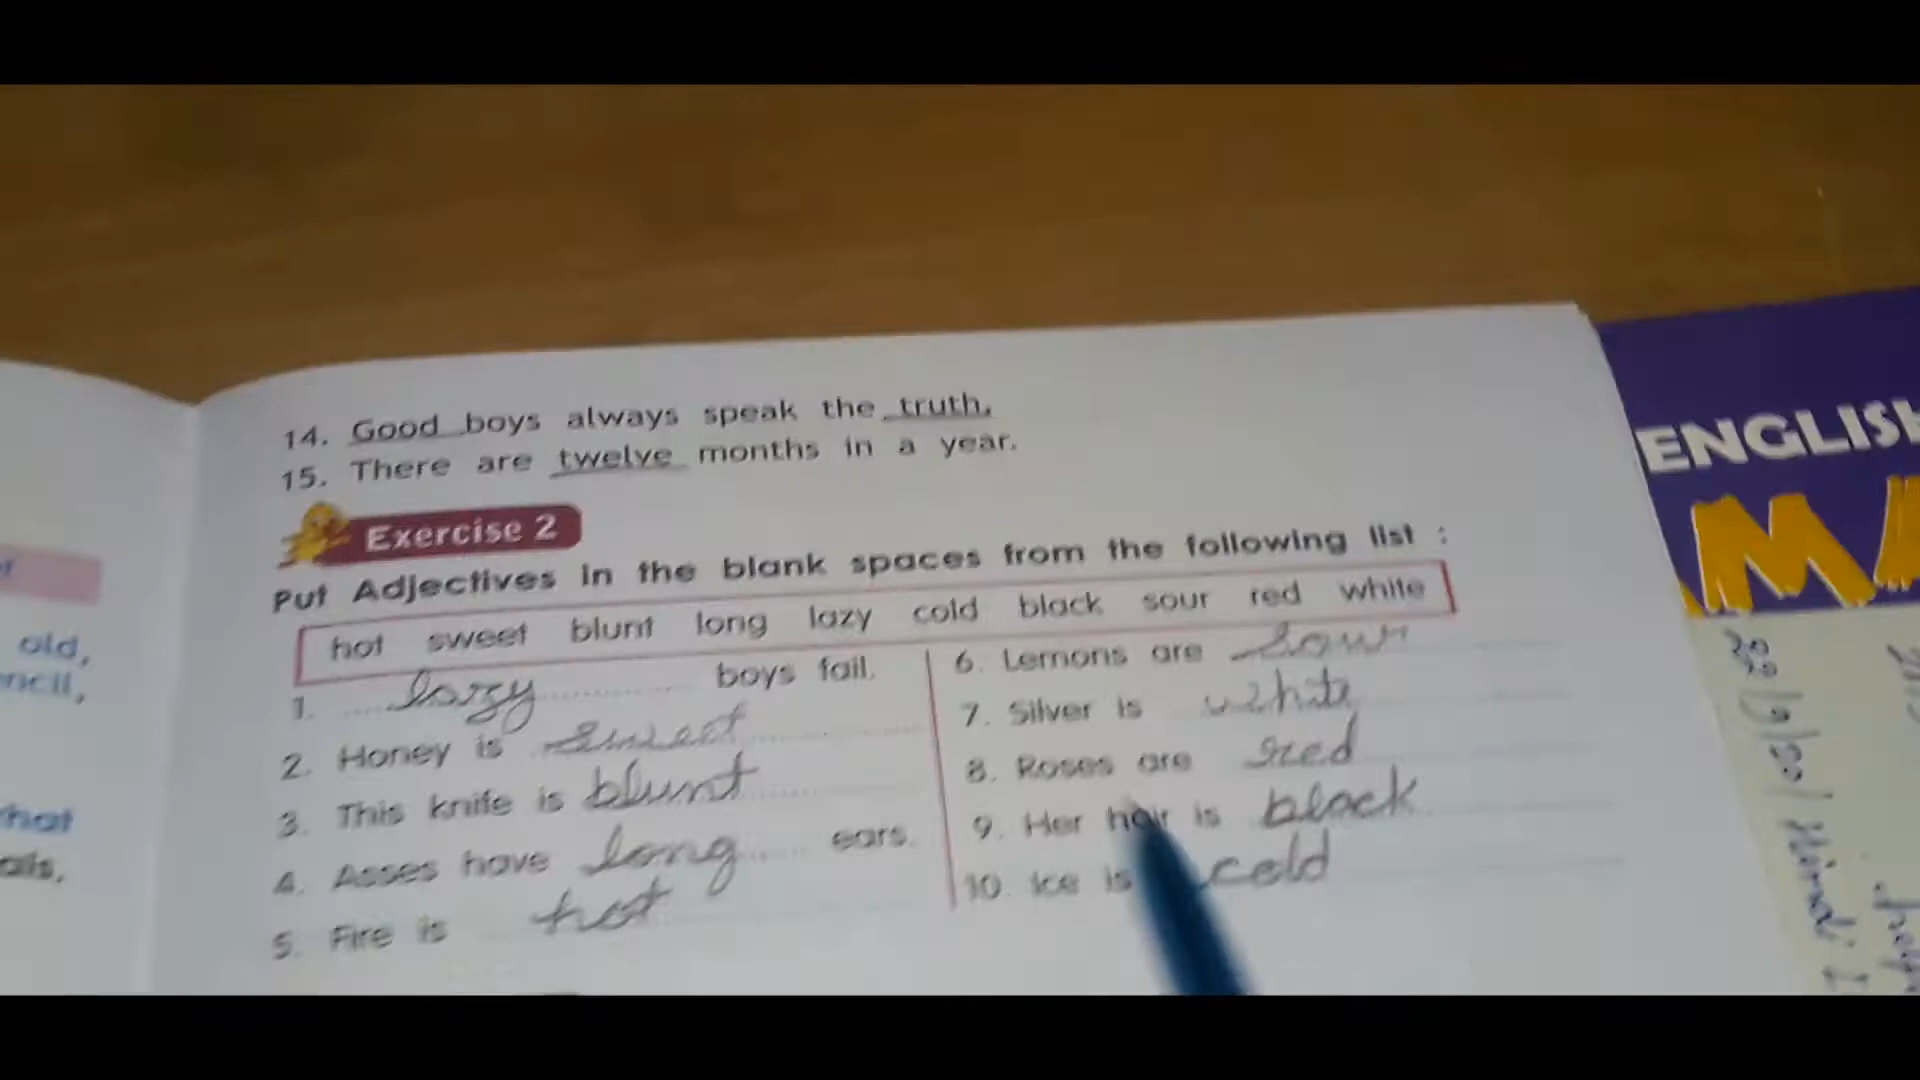 14. Good boys always speak the truth.
15. There are twelve months in a year.
Exercise 2
Put Adjectives in the blank spaces from the following list :
hot sweet blunt long lazy cold black sour red white
1. lazy boys fail.
2. Honey is sweet
3. This knife is blunt
4. Asses have long ears.
5. Fire is hot
6. Lemons are sour
7. Silver is white
8. Roses are red
9. Her hair is black
10. Ice is cold
old,
ENGLISH